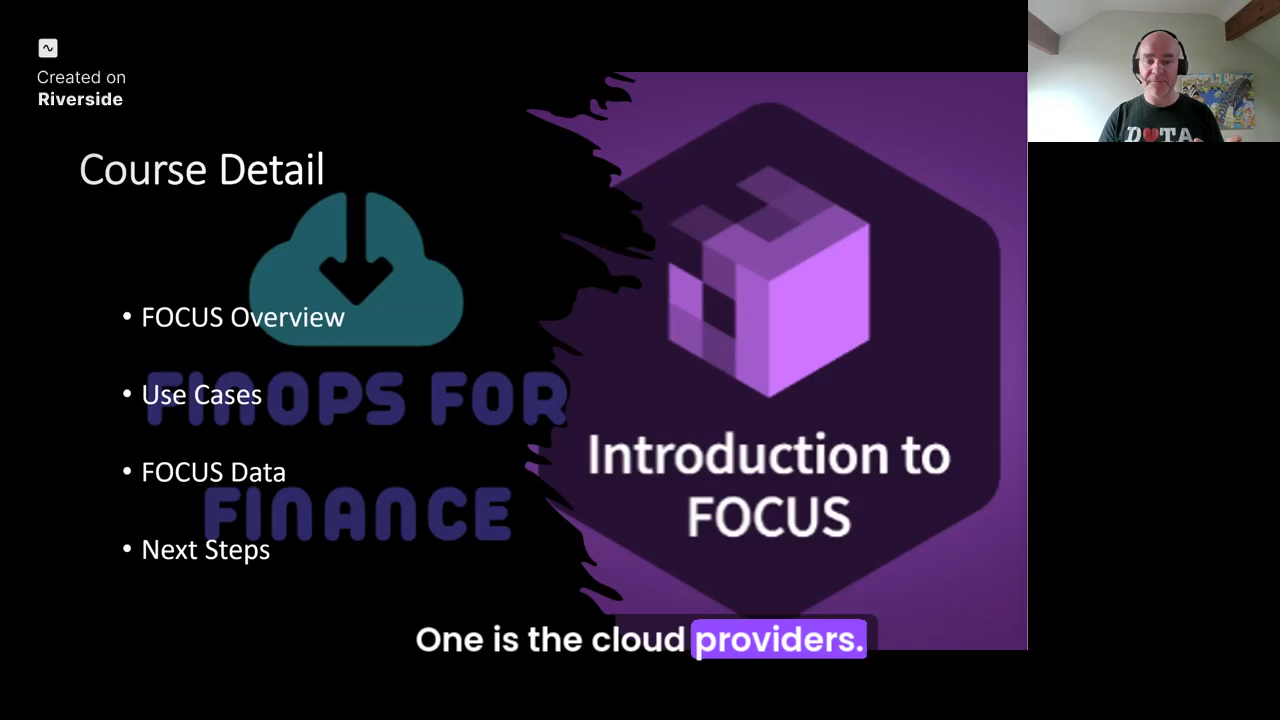 Created on
Riverside
Course Detail
• FOCUS Overview
• Use Cases
FINOPS FOR
• FOCUS Data
FINANCE
• Next Steps
Introduction to
FOCUS
One is the cloud providers.
D♥TA